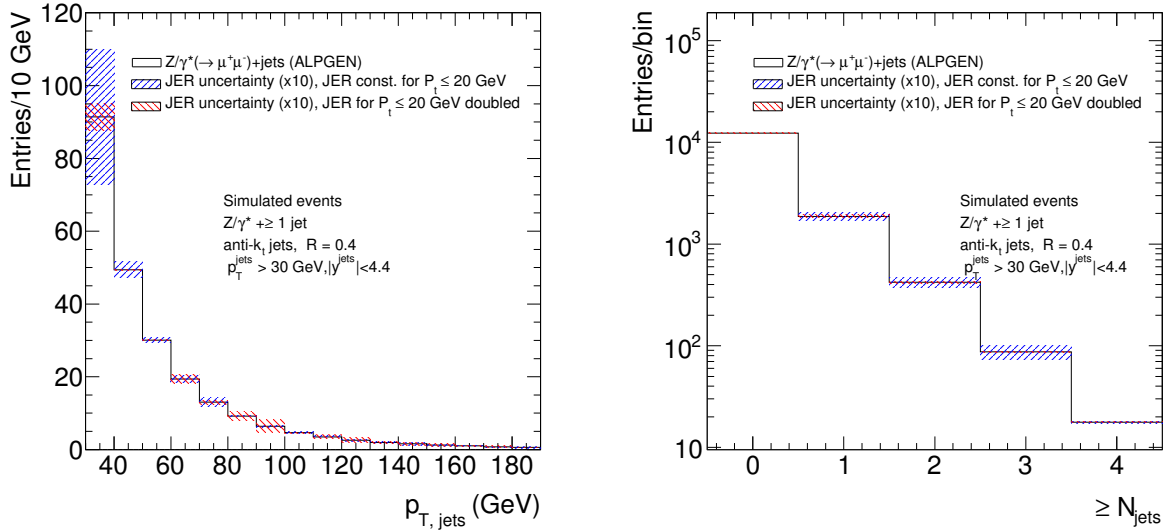 Entries/10 GeV
120
100
80
60
40
20
0
Z/γ*(→ μ⁺μ⁻)+jets (ALPGEN)
JER uncertainty (x10), JER const. for Pₜ ≤ 20 GeV
JER uncertainty (x10), JER for Pₜ ≤ 20 GeV doubled
Simulated events
Z/γ* +≥ 1 jet
anti-kₜ jets, R = 0.4
p_T^jets > 30 GeV,|y^jets|<4.4
40 60 80 100 120 140 160 180
p_T, jets (GeV)
Entries/bin
10⁵
10⁴
10³
10²
10
Z/γ*(→ μ⁺μ⁻)+jets (ALPGEN)
JER uncertainty (x10), JER const. for Pₜ ≤ 20 GeV
JER uncertainty (x10), JER for Pₜ ≤ 20 GeV doubled
Simulated events
Z/γ* +≥ 1 jet
anti-kₜ jets, R = 0.4
p_T^jets > 30 GeV,|y^jets|<4.4
0 1 2 3 4
≥ N_jets